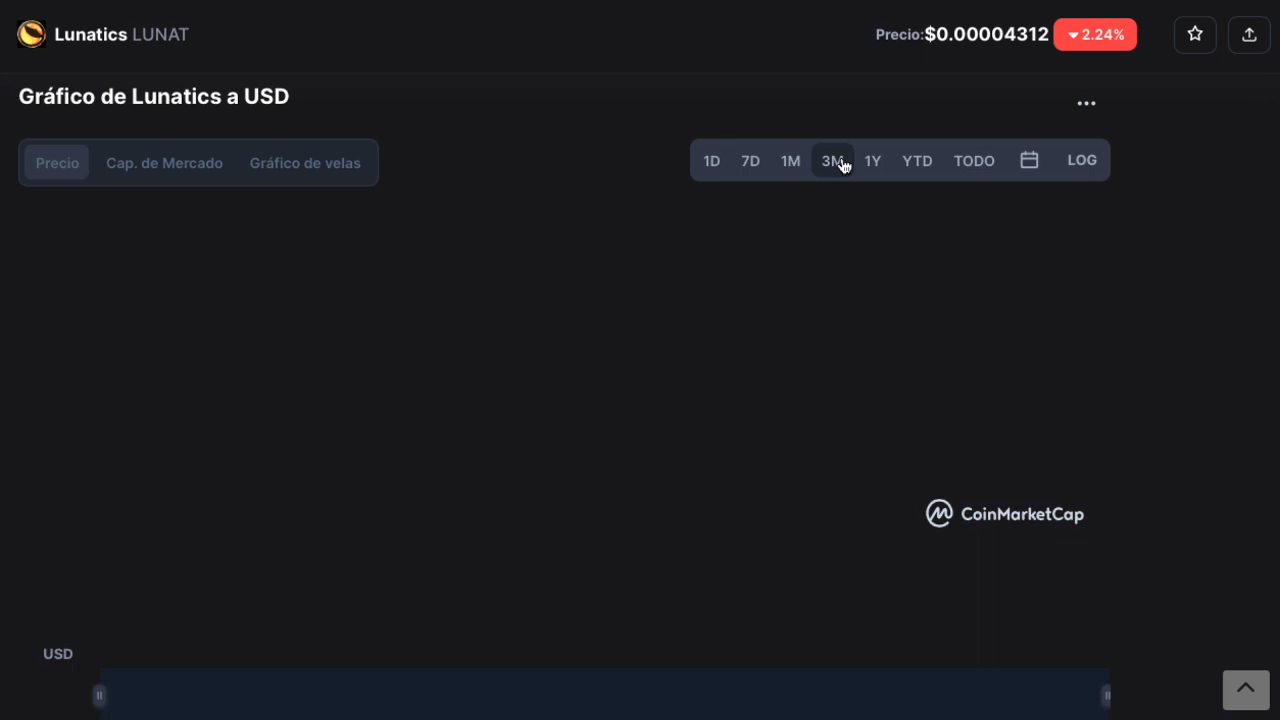 Lunatics LUNAT
Precio:$0.00004312 2.24%
Gráfico de Lunatics a USD
Precio Cap. de Mercado Gráfico de velas
1D 7D 1M 3M 1Y YTD TODO LOG
CoinMarketCap
USD